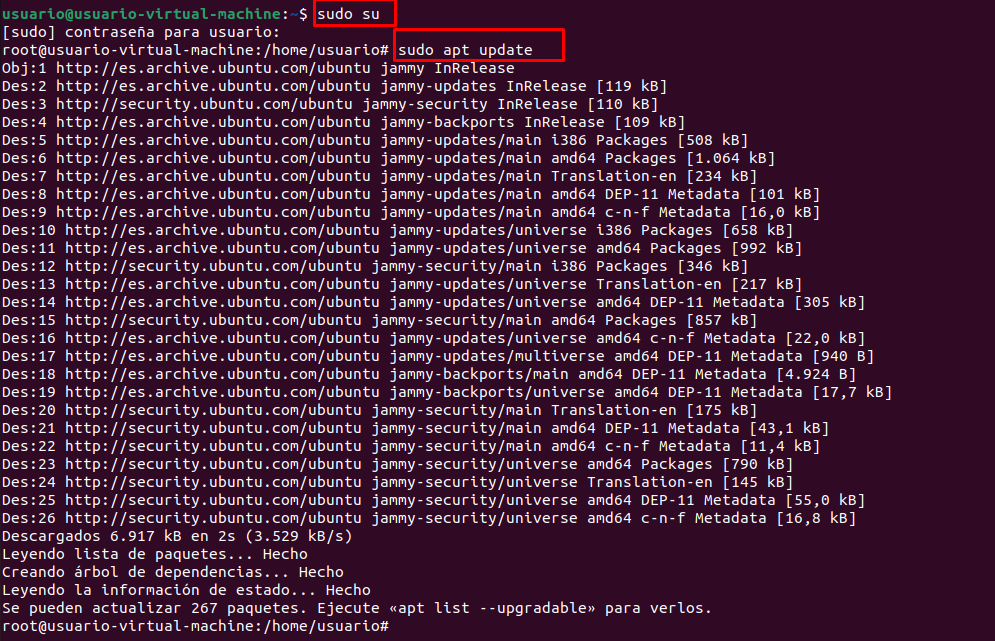 usuario@usuario-virtual-machine:~$ sudo su
[sudo] contraseña para usuario:
root@usuario-virtual-machine:/home/usuario# sudo apt update
Obj:1 http://es.archive.ubuntu.com/ubuntu jammy InRelease
Des:2 http://es.archive.ubuntu.com/ubuntu jammy-updates InRelease [119 kB]
Des:3 http://security.ubuntu.com/ubuntu jammy-security InRelease [110 kB]
Des:4 http://es.archive.ubuntu.com/ubuntu jammy-backports InRelease [109 kB]
Des:5 http://es.archive.ubuntu.com/ubuntu jammy-updates/main i386 Packages [508 kB]
Des:6 http://es.archive.ubuntu.com/ubuntu jammy-updates/main amd64 Packages [1.064 kB]
Des:7 http://es.archive.ubuntu.com/ubuntu jammy-updates/main Translation-en [234 kB]
Des:8 http://es.archive.ubuntu.com/ubuntu jammy-updates/main amd64 DEP-11 Metadata [101 kB]
Des:9 http://es.archive.ubuntu.com/ubuntu jammy-updates/main amd64 c-n-f Metadata [16,0 kB]
Des:10 http://es.archive.ubuntu.com/ubuntu jammy-updates/universe i386 Packages [658 kB]
Des:11 http://es.archive.ubuntu.com/ubuntu jammy-updates/universe amd64 Packages [992 kB]
Des:12 http://security.ubuntu.com/ubuntu jammy-security/main i386 Packages [346 kB]
Des:13 http://es.archive.ubuntu.com/ubuntu jammy-updates/universe Translation-en [217 kB]
Des:14 http://es.archive.ubuntu.com/ubuntu jammy-updates/universe amd64 DEP-11 Metadata [305 kB]
Des:15 http://security.ubuntu.com/ubuntu jammy-security/main amd64 Packages [857 kB]
Des:16 http://es.archive.ubuntu.com/ubuntu jammy-updates/universe amd64 c-n-f Metadata [22,0 kB]
Des:17 http://es.archive.ubuntu.com/ubuntu jammy-updates/multiverse amd64 DEP-11 Metadata [940 B]
Des:18 http://es.archive.ubuntu.com/ubuntu jammy-backports/main amd64 DEP-11 Metadata [4.924 B]
Des:19 http://es.archive.ubuntu.com/ubuntu jammy-backports/universe amd64 DEP-11 Metadata [17,7 kB]
Des:20 http://security.ubuntu.com/ubuntu jammy-security/main Translation-en [175 kB]
Des:21 http://security.ubuntu.com/ubuntu jammy-security/main amd64 DEP-11 Metadata [43,1 kB]
Des:22 http://security.ubuntu.com/ubuntu jammy-security/main amd64 c-n-f Metadata [11,4 kB]
Des:23 http://security.ubuntu.com/ubuntu jammy-security/universe amd64 Packages [790 kB]
Des:24 http://security.ubuntu.com/ubuntu jammy-security/universe Translation-en [145 kB]
Des:25 http://security.ubuntu.com/ubuntu jammy-security/universe amd64 DEP-11 Metadata [55,0 kB]
Des:26 http://security.ubuntu.com/ubuntu jammy-security/universe amd64 c-n-f Metadata [16,8 kB]
Descargados 6.917 kB en 2s (3.529 kB/s)
Leyendo lista de paquetes... Hecho
Creando árbol de dependencias... Hecho
Leyendo la información de estado... Hecho
Se pueden actualizar 267 paquetes. Ejecute «apt list --upgradable» para verlos.
root@usuario-virtual-machine:/home/usuario#